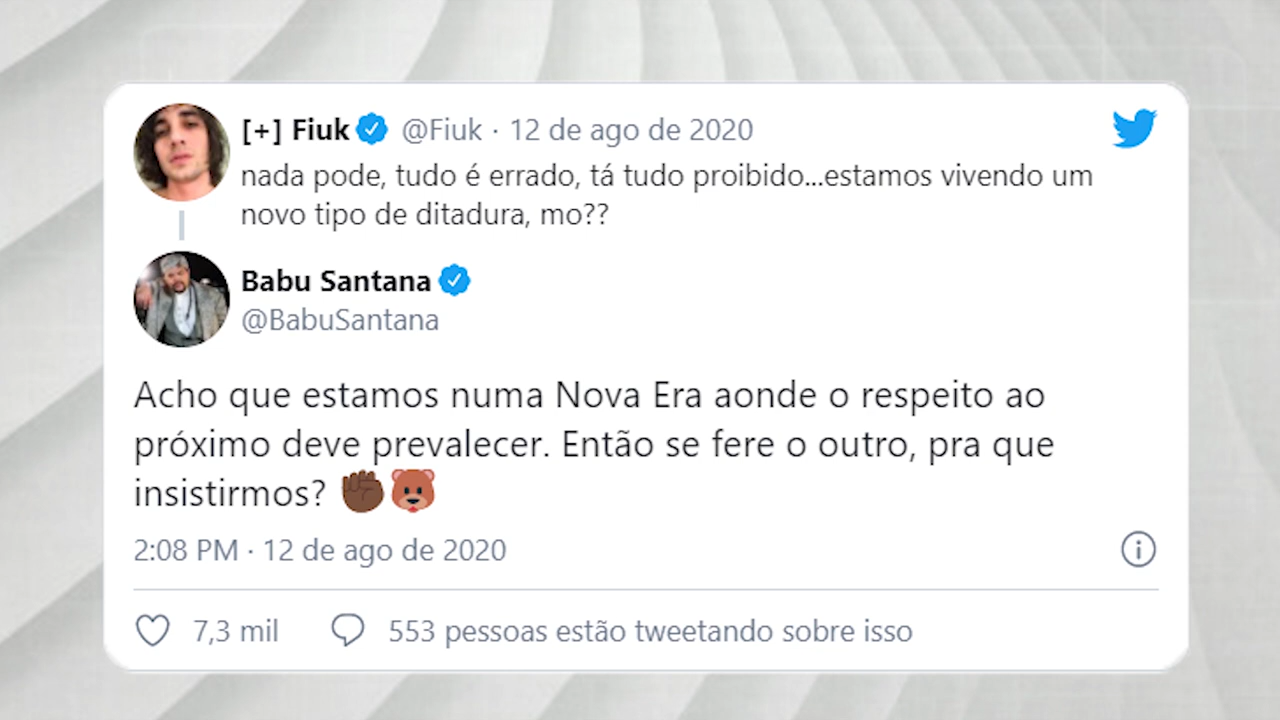 [+] Fiuk @Fiuk · 12 de ago de 2020
nada pode, tudo é errado, tá tudo proibido...estamos vivendo um
novo tipo de ditadura, mo??
Babu Santana
@BabuSantana
Acho que estamos numa Nova Era aonde o respeito ao
próximo deve prevalecer. Então se fere o outro, pra que
insistirmos? ✊🏿🐻
2:08 PM · 12 de ago de 2020
7,3 mil 553 pessoas estão tweetando sobre isso